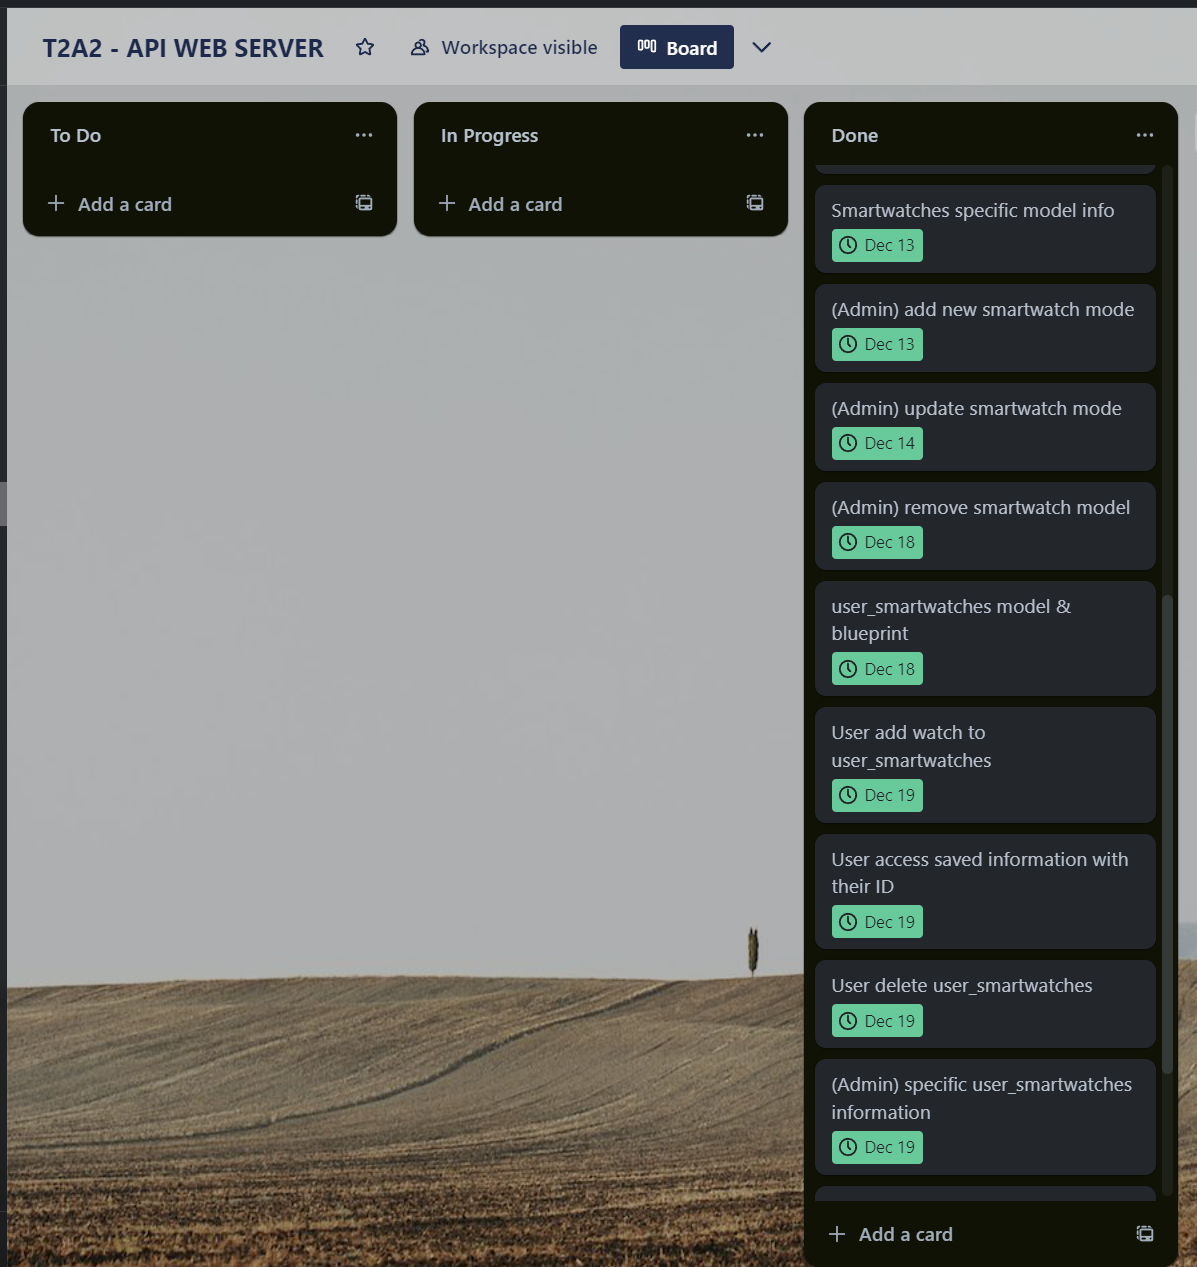 T2A2 - API WEB SERVER
Workspace visible
Board
To Do
Add a card
In Progress
Add a card
Done
Smartwatches specific model info
Dec 13
(Admin) add new smartwatch mode
Dec 13
(Admin) update smartwatch mode
Dec 14
(Admin) remove smartwatch model
Dec 18
user_smartwatches model &
blueprint
Dec 18
User add watch to
user_smartwatches
Dec 19
User access saved information with
their ID
Dec 19
User delete user_smartwatches
Dec 19
(Admin) specific user_smartwatches
information
Dec 19
Add a card